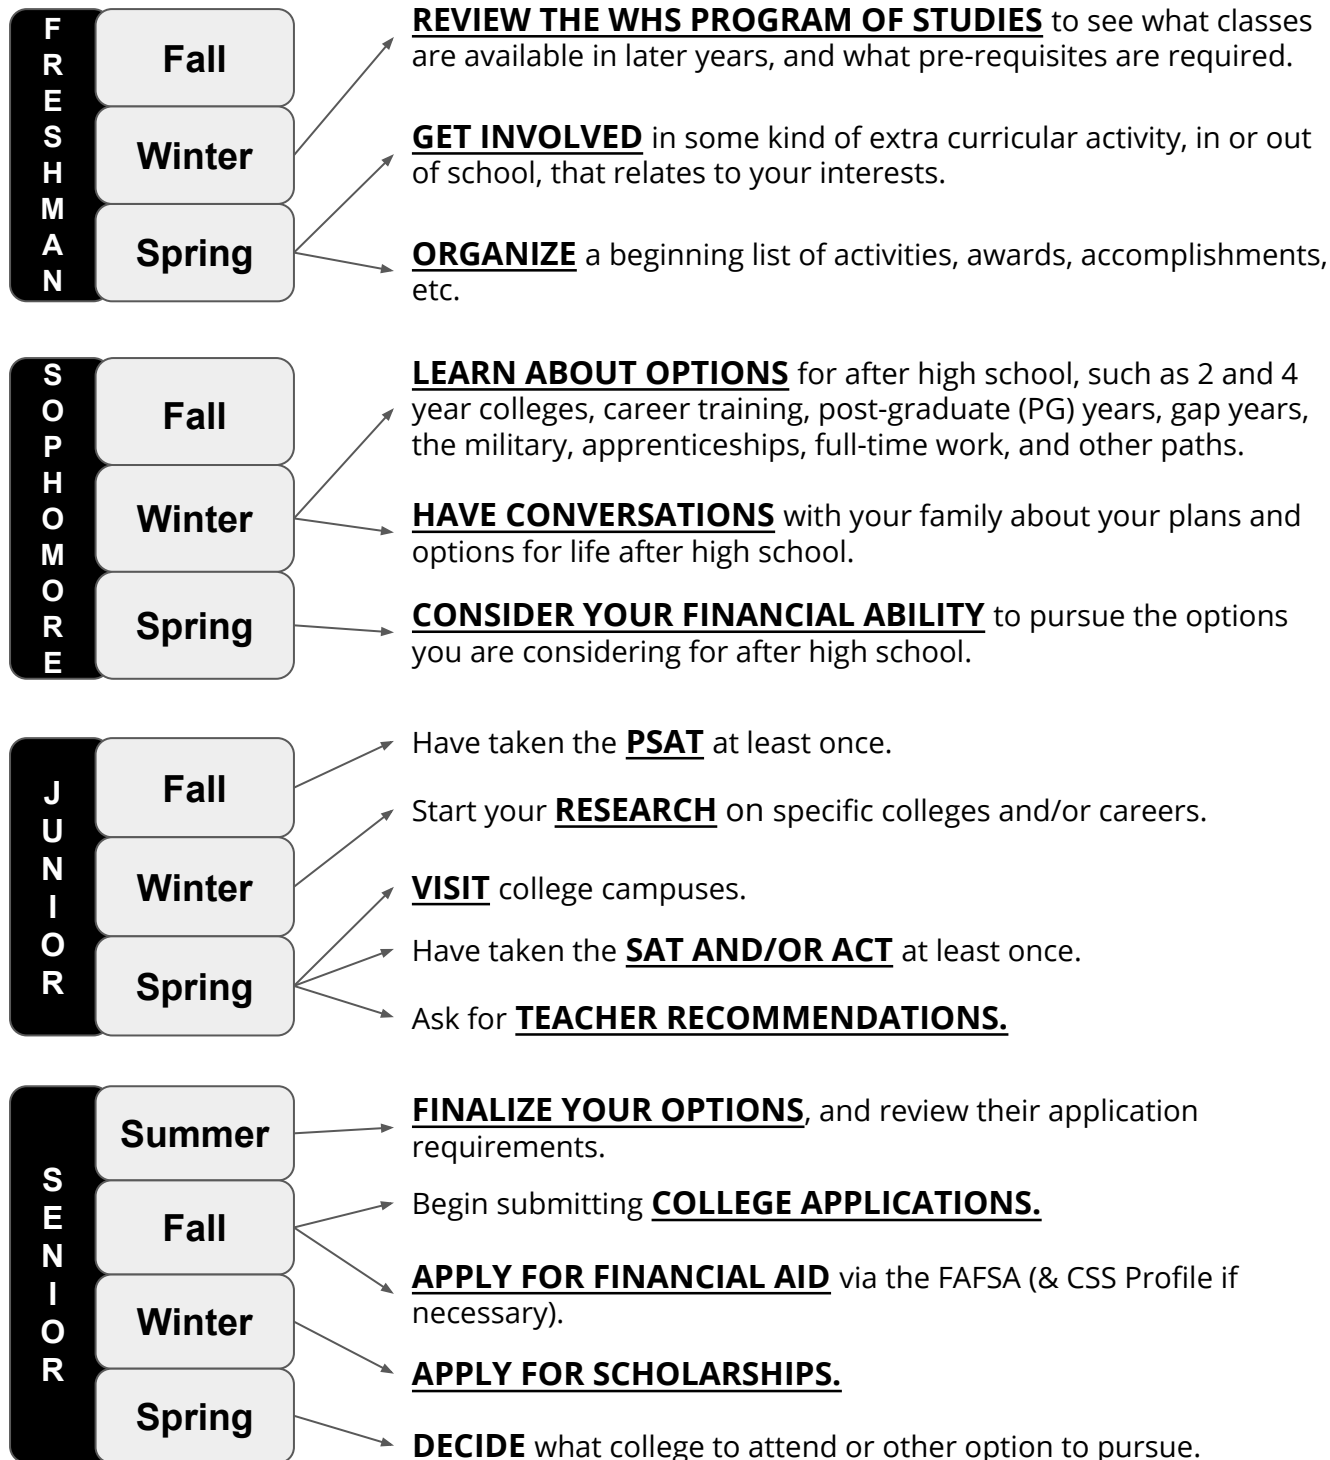 FRESHMAN
Fall
Winter
Spring
REVIEW THE WHS PROGRAM OF STUDIES to see what classes
are available in later years, and what pre-requisites are required.
GET INVOLVED in some kind of extra curricular activity, in or out
of school, that relates to your interests.
ORGANIZE a beginning list of activities, awards, accomplishments,
etc.
SOPHOMORE
Fall
Winter
Spring
LEARN ABOUT OPTIONS for after high school, such as 2 and 4
year colleges, career training, post-graduate (PG) years, gap years,
the military, apprenticeships, full-time work, and other paths.
HAVE CONVERSATIONS with your family about your plans and
options for life after high school.
CONSIDER YOUR FINANCIAL ABILITY to pursue the options
you are considering for after high school.
JUNIOR
Fall
Winter
Spring
Have taken the PSAT at least once.
Start your RESEARCH on specific colleges and/or careers.
VISIT college campuses.
Have taken the SAT AND/OR ACT at least once.
Ask for TEACHER RECOMMENDATIONS.
SENIOR
Summer
Fall
Winter
Spring
FINALIZE YOUR OPTIONS, and review their application
requirements.
Begin submitting COLLEGE APPLICATIONS.
APPLY FOR FINANCIAL AID via the FAFSA (& CSS Profile if
necessary).
APPLY FOR SCHOLARSHIPS.
DECIDE what college to attend or other option to pursue.